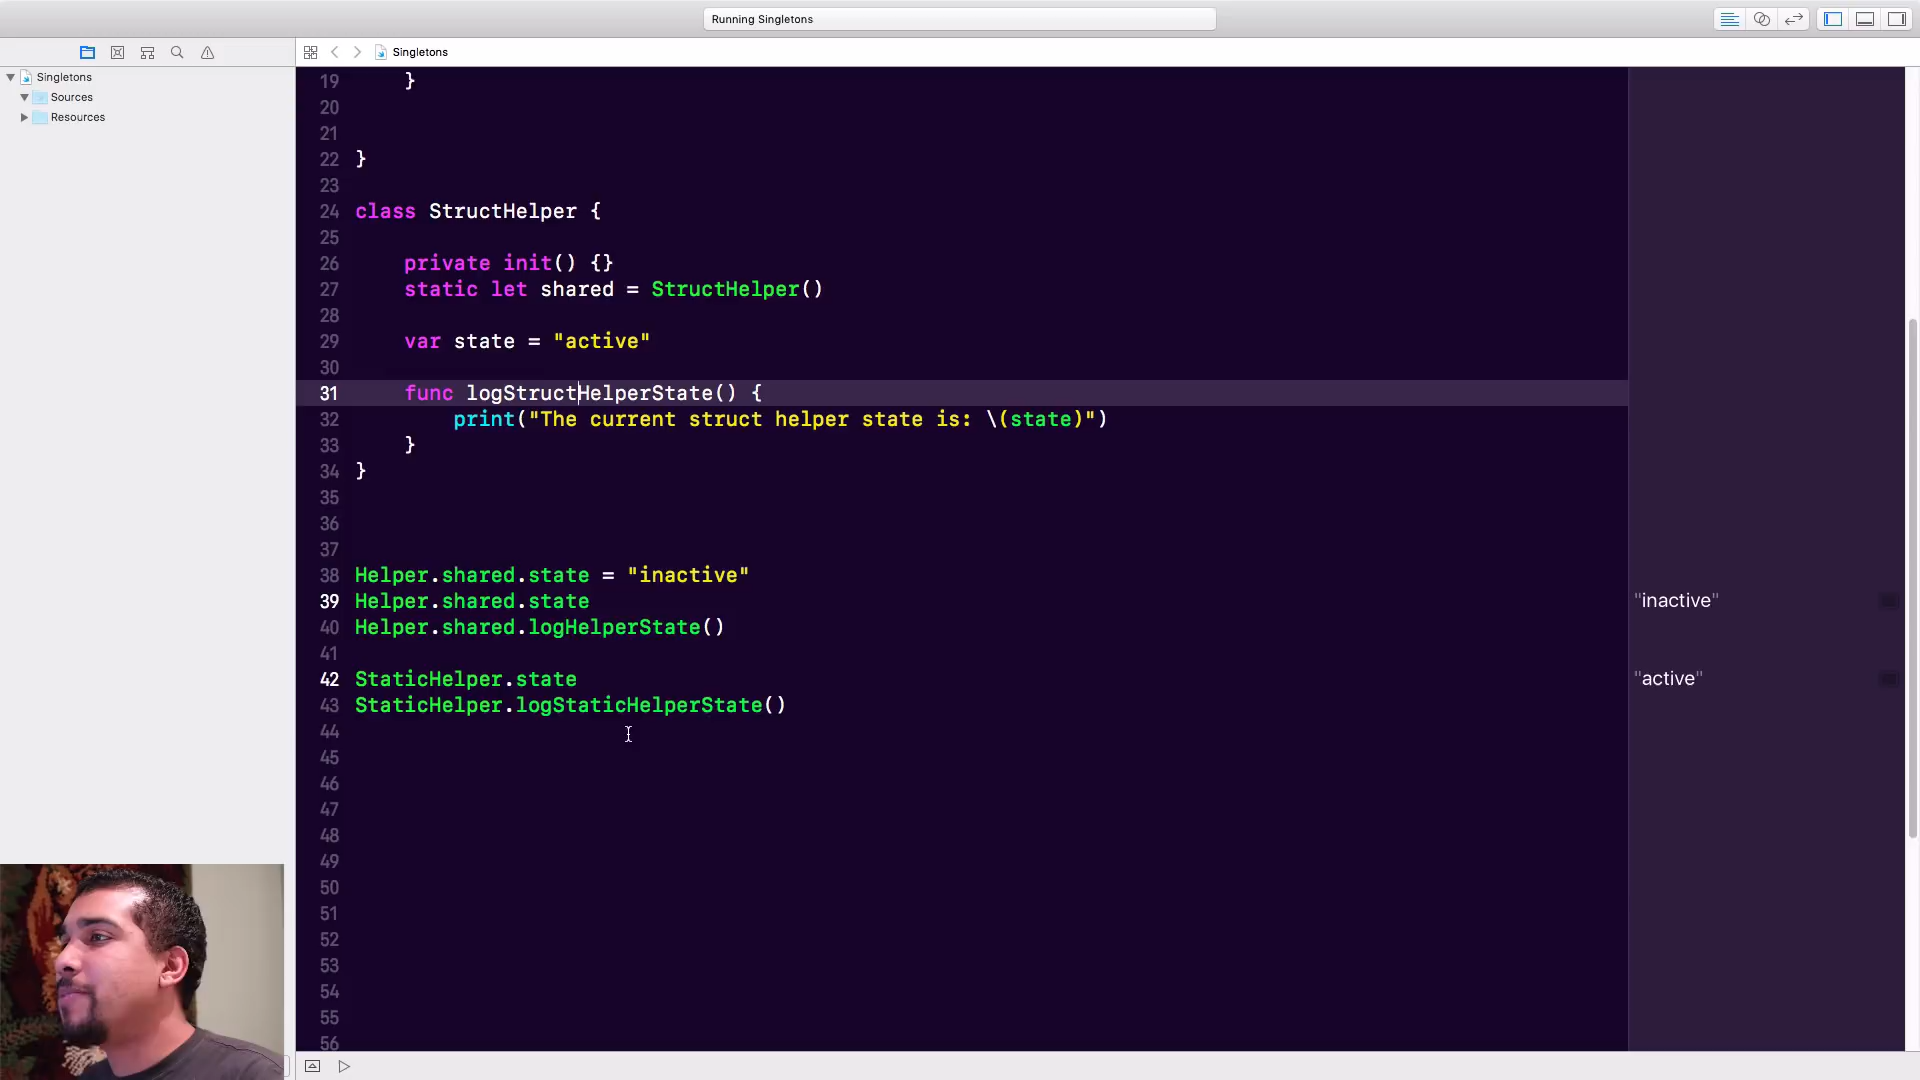 Running Singletons
Singletons
Singletons
Sources
Resources
19     }
20
21
22 }
23
24 class StructHelper {
25
26     private init() {}
27     static let shared = StructHelper()
28
29     var state = "active"
30
31     func logStructHelperState() {
32         print("The current struct helper state is: \(state)")
33     }
34 }
35
36
37
38 Helper.shared.state = "inactive"
39 Helper.shared.state "inactive"
40 Helper.shared.logHelperState()
41
42 StaticHelper.state "active"
43 StaticHelper.logStaticHelperState()
44
45
46
47
48
49
50
51
52
53
54
55
56